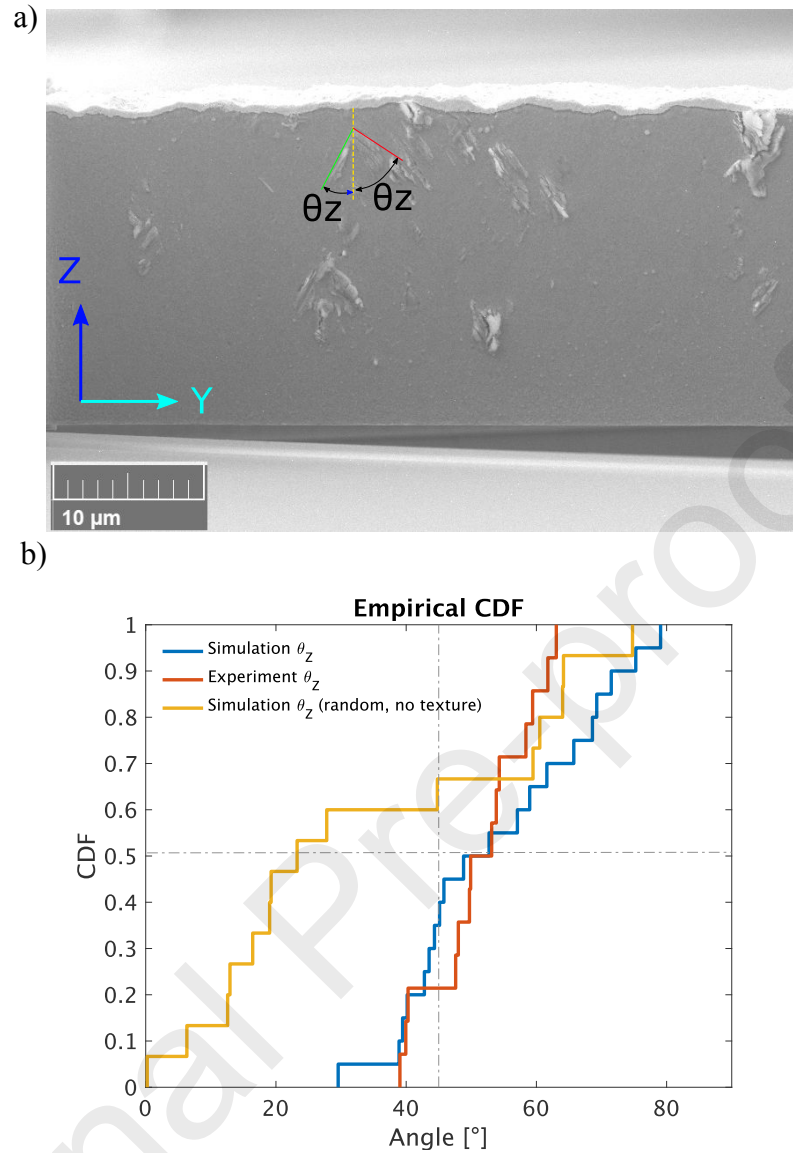 a)
θz θz
Z
Y
10 µm
b)
Empirical CDF
Simulation θZ
Experiment θZ
Simulation θZ (random, no texture)
1
0.9
0.8
0.7
0.6
0.5
0.4
0.3
0.2
0.1
0
CDF
0 20 40 60 80
Angle [°]
nal Pre-proo